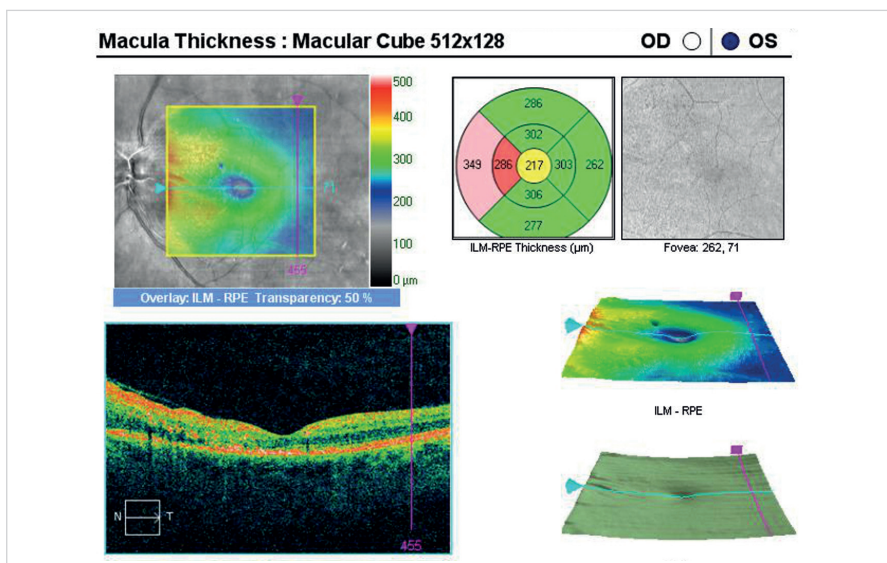 Macula Thickness : Macular Cube 512x128 OD OS
500
400
300
200
100
0 µm
71
455
Overlay: ILM - RPE Transparency: 50 %
286
302
349 286 217 303 262
306
277
ILM-RPE Thickness (µm)
Fovea: 262, 71
ILM - RPE
N T
455